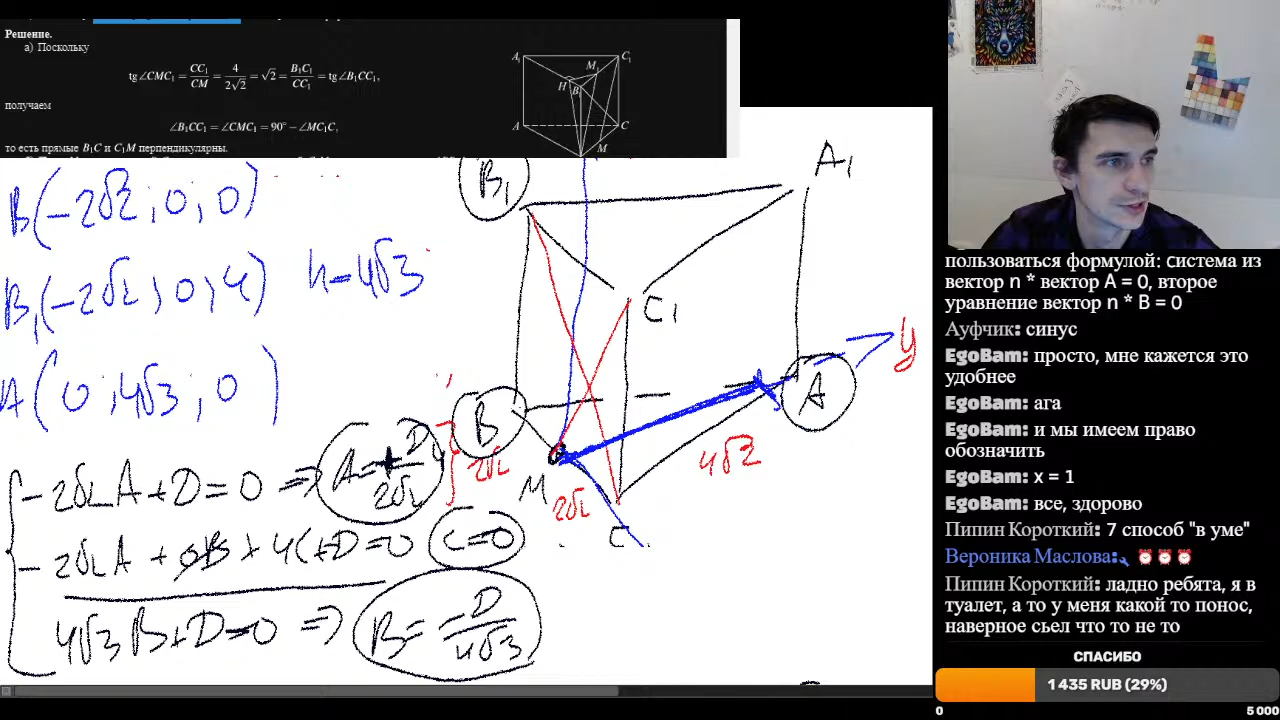 Решение.
а) Поскольку
tg∠CMC₁ = CC₁/CM = 4/2√2 = √2 = B₁C₁/CC₁ = tg∠B₁CC₁,
получаем
∠B₁CC₁ = ∠CMC₁ = 90° − ∠MC₁C,
то есть прямые B₁C и C₁M перпендикулярны.
A₁
C₁
M₁
H
B₁
A
C
M
B(-2√2; 0; 0)
B₁(-2√2; 0; 4)
h=4√3
A(0; 4√3; 0)
-2√2A+D=0 => A=+D/2√2
-2√2A+0B+4C+D=0 C=0
4√3B+D=0 => B=-D/4√3
B₁
A₁
C₁
y
B
A
2√2
4√2
M
2√2
C
пользоваться формулой: система из
вектор n * вектор A = 0, второе
уравнение вектор n * B = 0
Ауфчик: синус
EgoBam: просто, мне кажется это
удобнее
EgoBam: ага
EgoBam: и мы имеем право
обозначить
EgoBam: x = 1
EgoBam: все, здорово
Пипин Короткий: 7 способ "в уме"
Вероника Маслова: ⏰⏰⏰
Пипин Короткий: ладно ребята, я в
туалет, а то у меня какой то понос,
наверное сьел что то не то
СПАСИБО
1 435 RUB (29%)
0
5 000